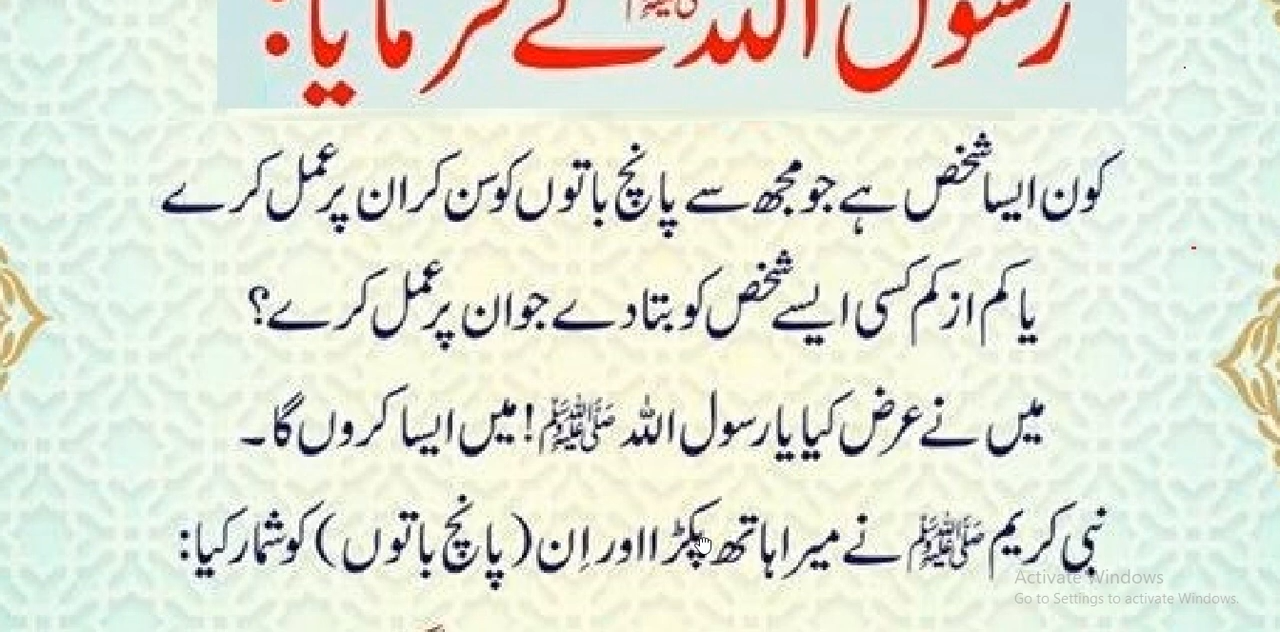 رسول اللہ ﷺ نے فرمایا:
کون ایسا شخص ہے جو مجھ سے پانچ باتوں کو سن کر ان پر عمل کرے
یا کم از کم کسی ایسے شخص کو بتا دے جو ان پر عمل کرے؟
میں نے عرض کیا یا رسول اللہ ﷺ! میں ایسا کروں گا۔
نبی کریم ﷺ نے میرا ہاتھ پکڑا اور اِن (پانچ باتوں) کو شمار کیا:
Activate Windows
Go to Settings to activate Windows.